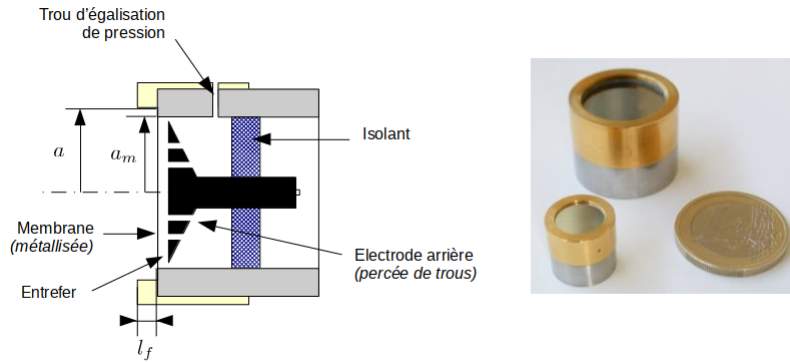 Trou d'égalisation
de pression
Isolant
a
a_m
Membrane
(métallisée)
Electrode arrière
(percée de trous)
Entrefer
l_f